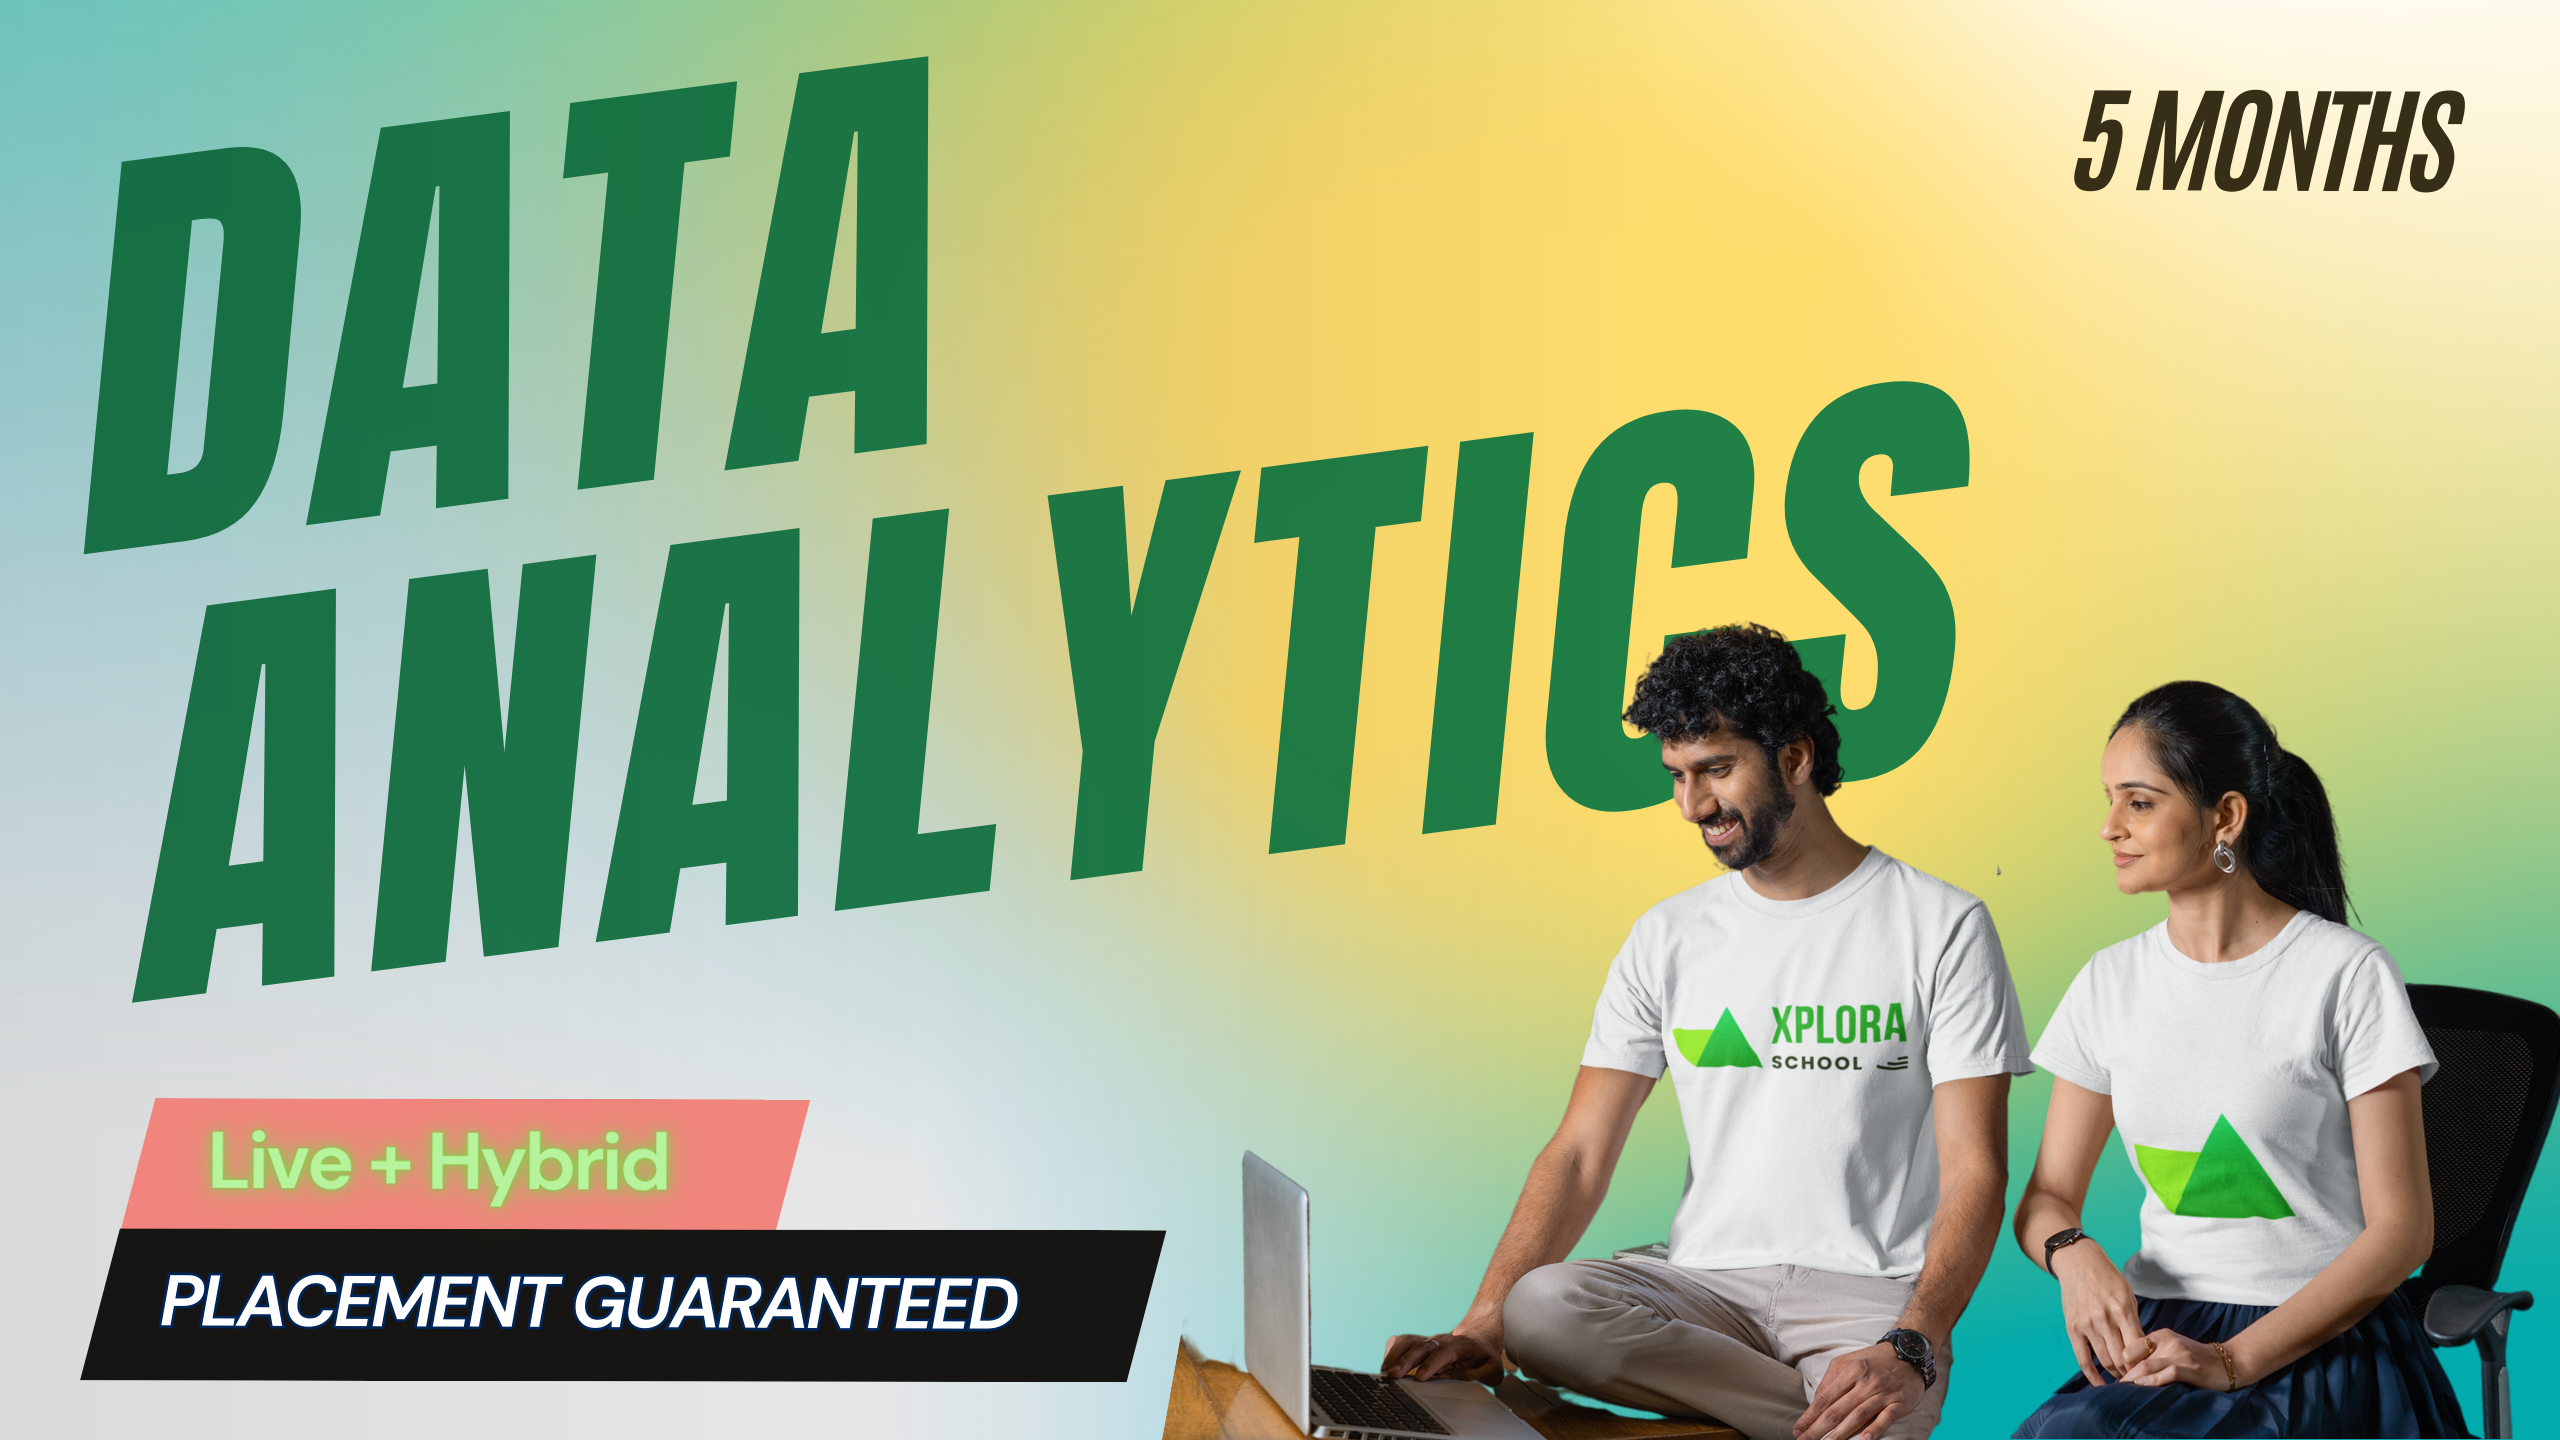 DATA
ANALYTICS
5 MONTHS
XPLORA
SCHOOL
Live + Hybrid
PLACEMENT GUARANTEED